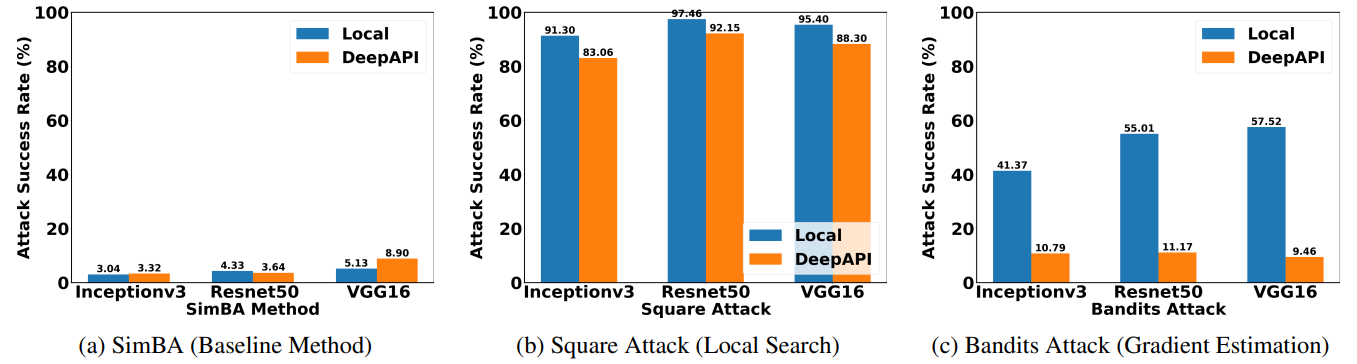 Attack Success Rate (%)
100
80
60
40
20
0
Local
DeepAPI
3.04
3.32
4.33
3.64
5.13
8.90
Inceptionv3
Resnet50
VGG16
SimBA Method
(a) SimBA (Baseline Method)
Attack Success Rate (%)
100
80
60
40
20
0
91.30
83.06
97.46
92.15
95.40
88.30
Local
DeepAPI
Inceptionv3
Resnet50
VGG16
Square Attack
(b) Square Attack (Local Search)
Attack Success Rate (%)
100
80
60
40
20
0
Local
DeepAPI
41.37
10.79
55.01
11.17
57.52
9.46
Inceptionv3
Resnet50
VGG16
Bandits Attack
(c) Bandits Attack (Gradient Estimation)